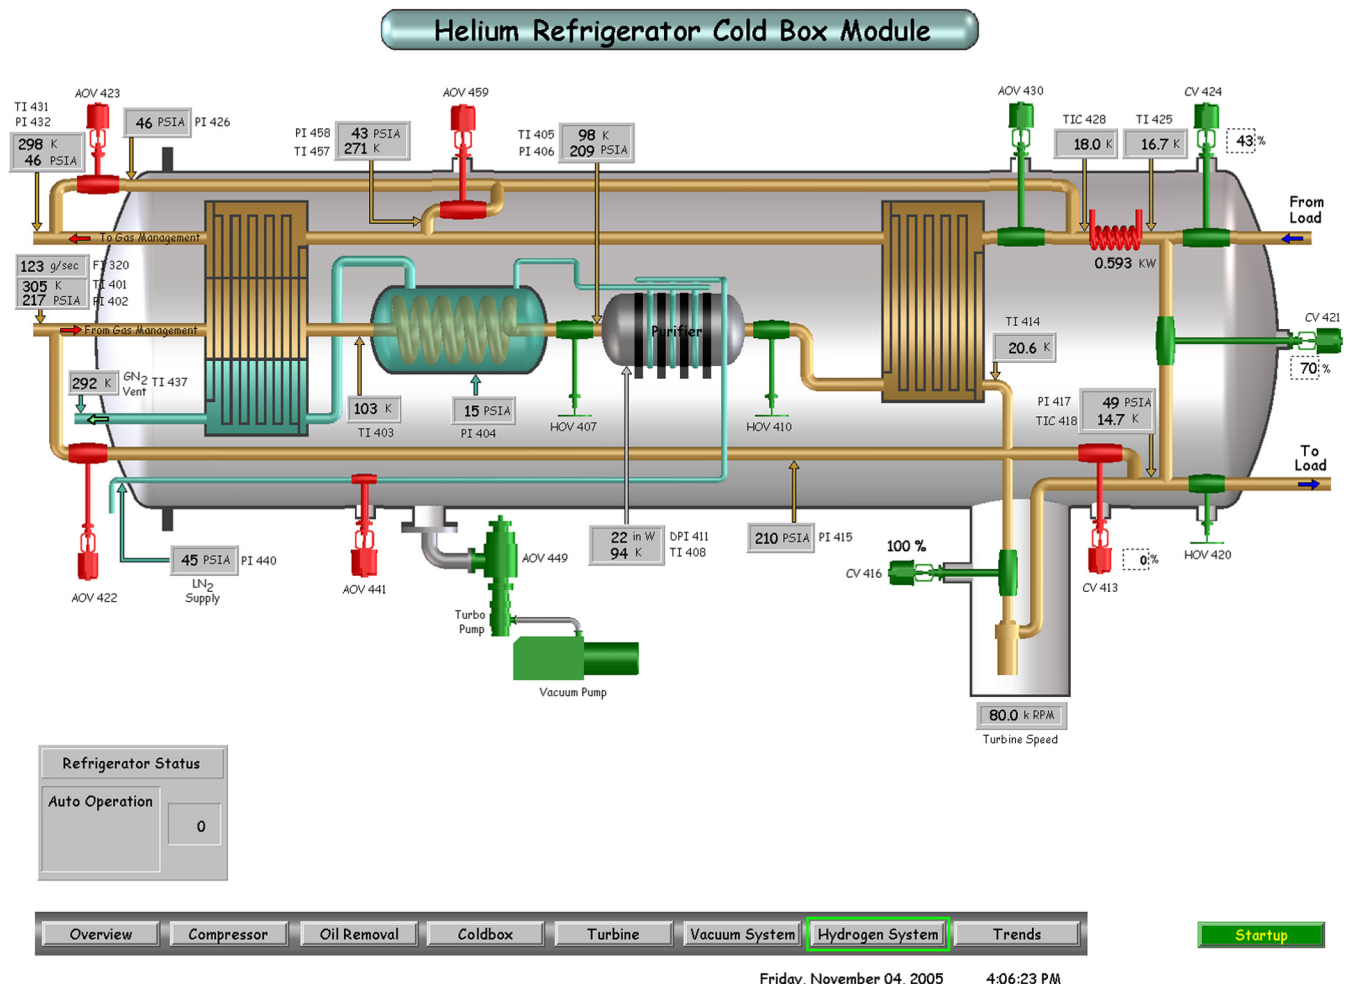 Helium Refrigerator Cold Box Module
AOV 423
AOV 459
AOV 430
CV 424
TI 431
PI 432
298 K
46 PSIA
46 PSIA PI 426
PI 458
TI 457
43 PSIA
271 K
TI 405
PI 406
98 K
209 PSIA
TIC 428
18.0 K
TI 425
16.7 K
43 %
From
Load
To Gas Management
0.593 KW
123 g/sec FI 320
305 K TI 401
217 PSIA PI 402
From Gas Management
Purifier
TI 414
20.6 K
CV 421
70 %
292 K
GN2
Vent
TI 437
103 K
TI 403
15 PSIA
PI 404
HOV 407
HOV 410
PI 417
TIC 418
49 PSIA
14.7 K
To
Load
45 PSIA PI 440
LN2
Supply
AOV 422
AOV 441
AOV 449
22 in W DPI 411
94 K TI 408
210 PSIA PI 415
100 %
CV 416
0 %
CV 413
HOV 420
Turbo
Pump
Vacuum Pump
80.0 k RPM
Turbine Speed
Refrigerator Status
Auto Operation
0
Overview
Compressor
Oil Removal
Coldbox
Turbine
Vacuum System
Hydrogen System
Trends
Startup
Friday, November 04, 2005 4:06:23 PM